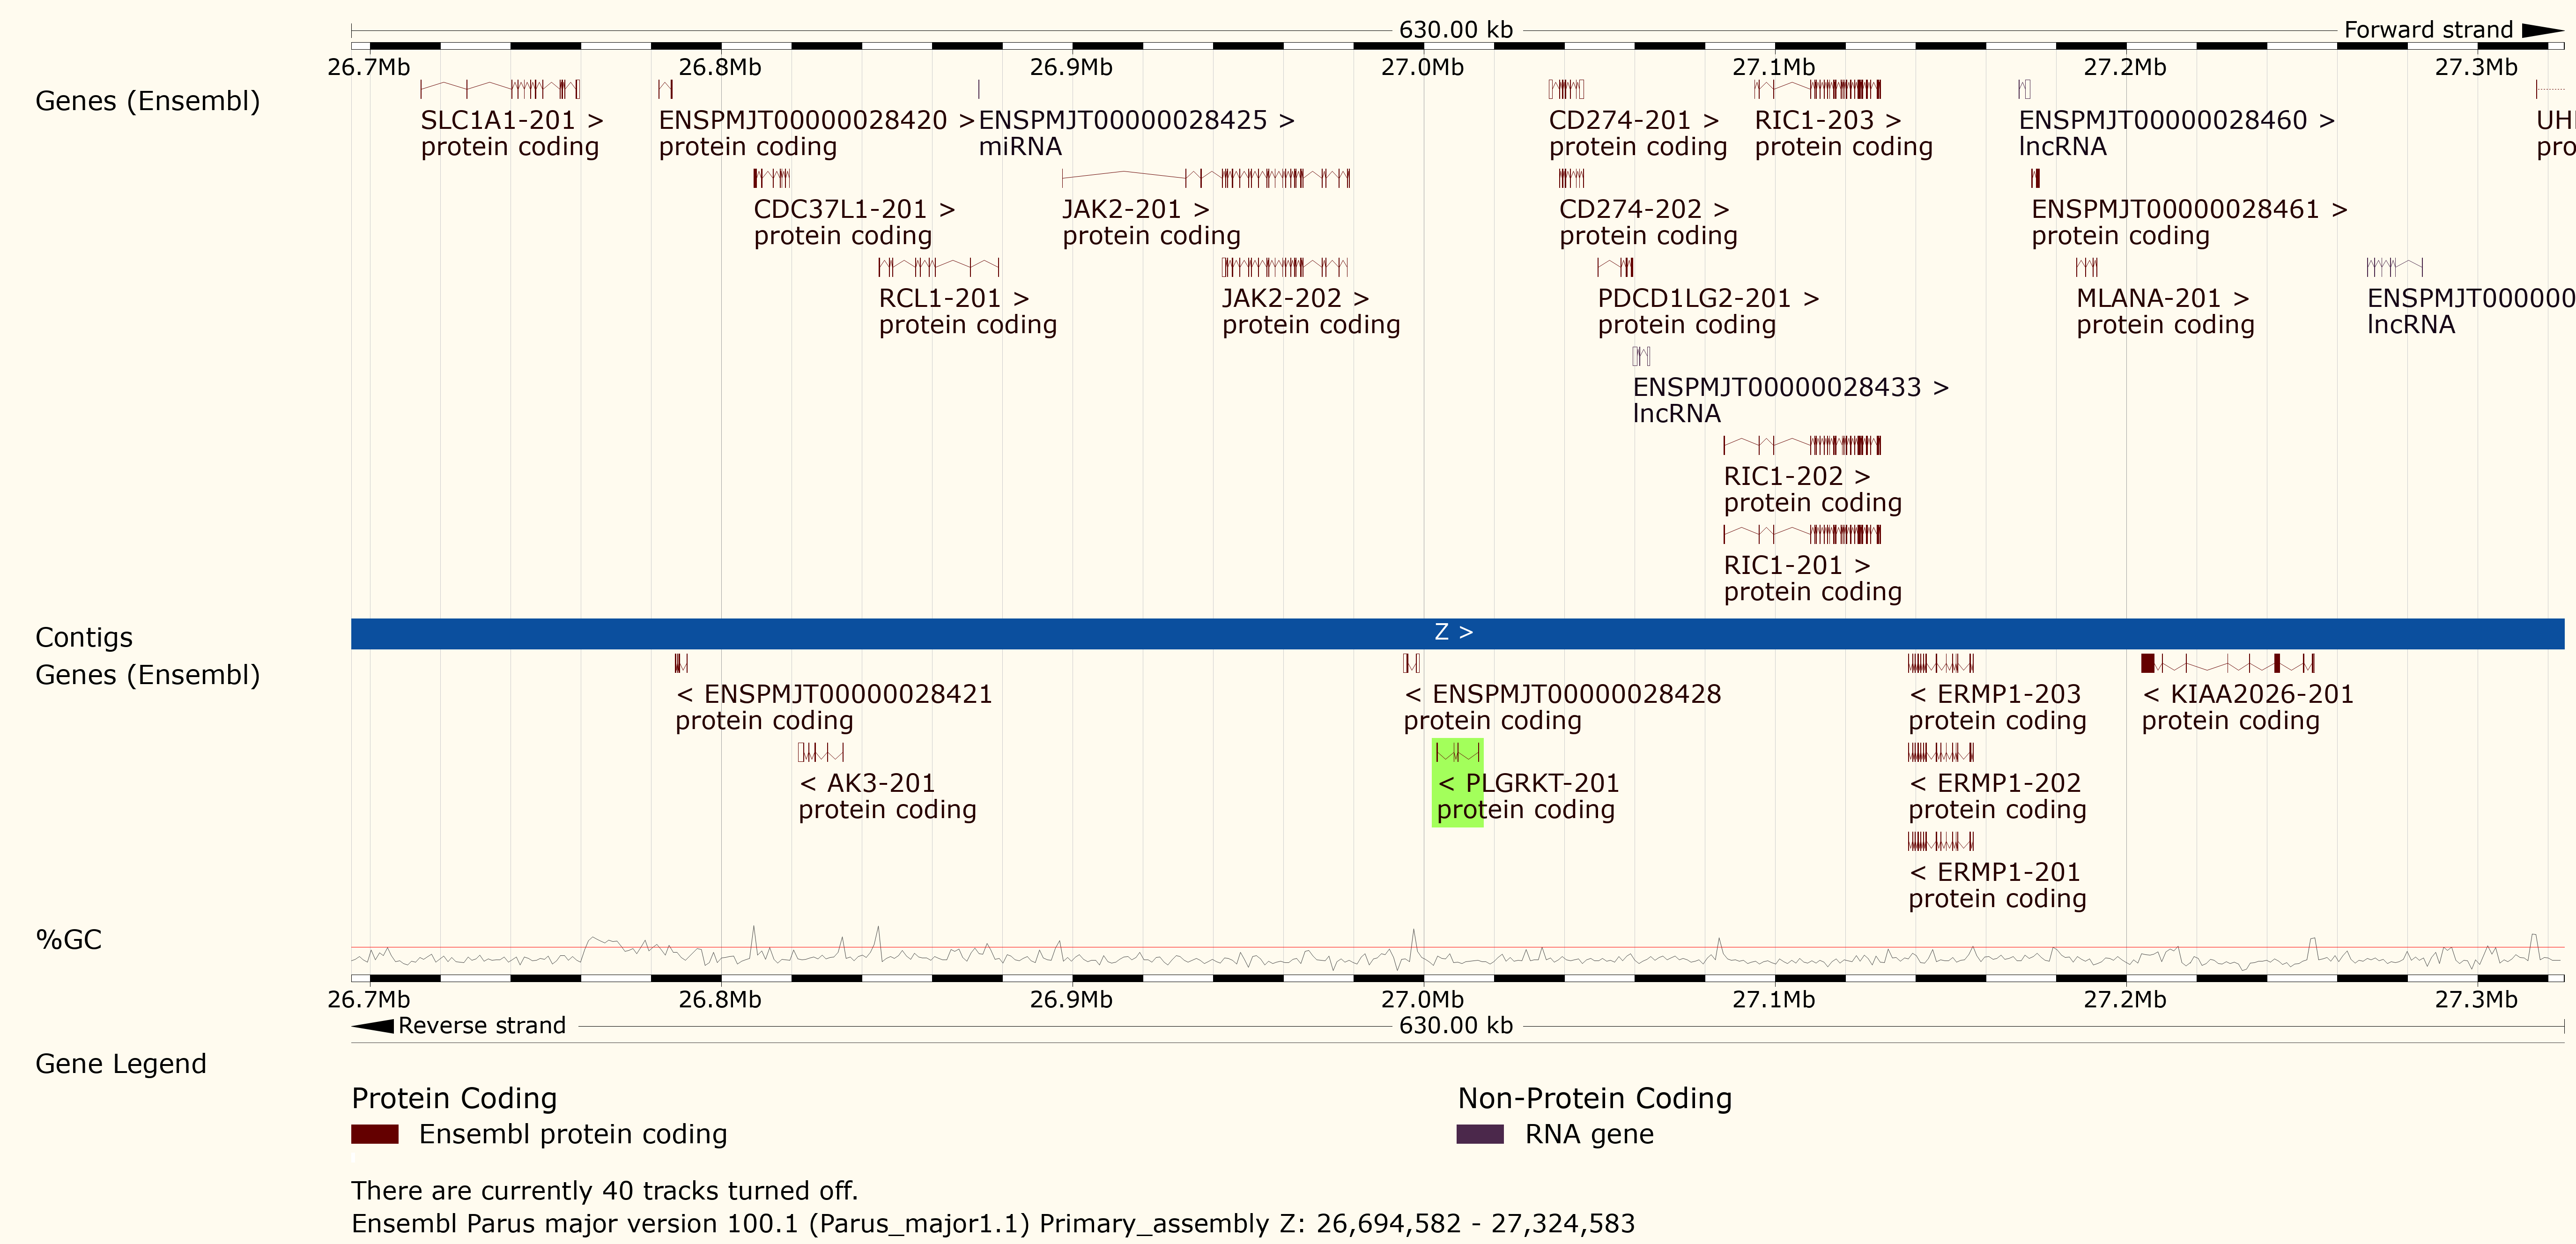 630.00 kb
Forward strand
26.7Mb 26.8Mb 26.9Mb 27.0Mb 27.1Mb 27.2Mb 27.3Mb
Genes (Ensembl)
SLC1A1-201 > ENSPMJT00000028420 > ENSPMJT00000028425 > CD274-201 > RIC1-203 > ENSPMJT00000028460 > UH
protein coding protein coding miRNA protein coding protein coding lncRNA pro
CDC37L1-201 > JAK2-201 > CD274-202 > ENSPMJT00000028461 >
protein coding protein coding protein coding protein coding
RCL1-201 > JAK2-202 > PDCD1LG2-201 > MLANA-201 > ENSPMJT000000
protein coding protein coding protein coding protein coding lncRNA
ENSPMJT00000028433 >
lncRNA
RIC1-202 >
protein coding
RIC1-201 >
protein coding
Contigs
Z >
Genes (Ensembl)
< ENSPMJT00000028421 < ENSPMJT00000028428 < ERMP1-203 < KIAA2026-201
protein coding protein coding protein coding protein coding
< AK3-201 < PLGRKT-201 < ERMP1-202
protein coding protein coding protein coding
< ERMP1-201
protein coding
%GC
26.7Mb 26.8Mb 26.9Mb 27.0Mb 27.1Mb 27.2Mb 27.3Mb
Reverse strand 630.00 kb
Gene Legend
Protein Coding Non-Protein Coding
Ensembl protein coding RNA gene
There are currently 40 tracks turned off.
Ensembl Parus major version 100.1 (Parus_major1.1) Primary_assembly Z: 26,694,582 - 27,324,583